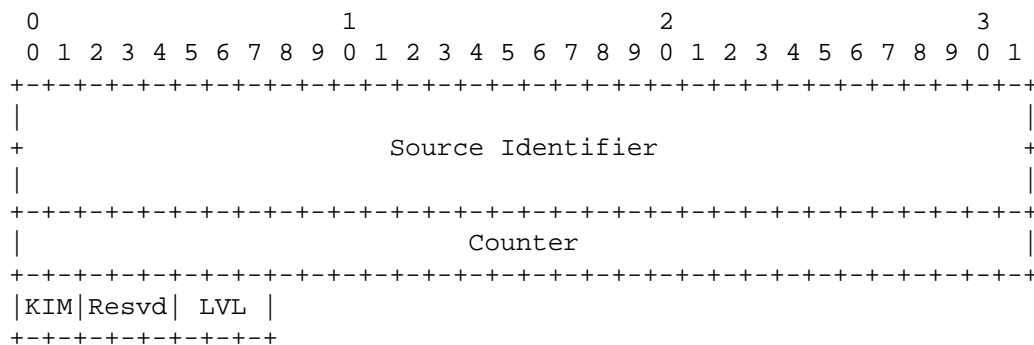 0                   1                   2                   3
 0 1 2 3 4 5 6 7 8 9 0 1 2 3 4 5 6 7 8 9 0 1 2 3 4 5 6 7 8 9 0 1
+-+-+-+-+-+-+-+-+-+-+-+-+-+-+-+-+-+-+-+-+-+-+-+-+-+-+-+-+-+-+-+-+
|                                                               |
+                       Source Identifier                       +
|                                                               |
+-+-+-+-+-+-+-+-+-+-+-+-+-+-+-+-+-+-+-+-+-+-+-+-+-+-+-+-+-+-+-+-+
|                            Counter                            |
+-+-+-+-+-+-+-+-+-+-+-+-+-+-+-+-+-+-+-+-+-+-+-+-+-+-+-+-+-+-+-+-+
|KIM|Resvd| LVL |
+-+-+-+-+-+-+-+-+